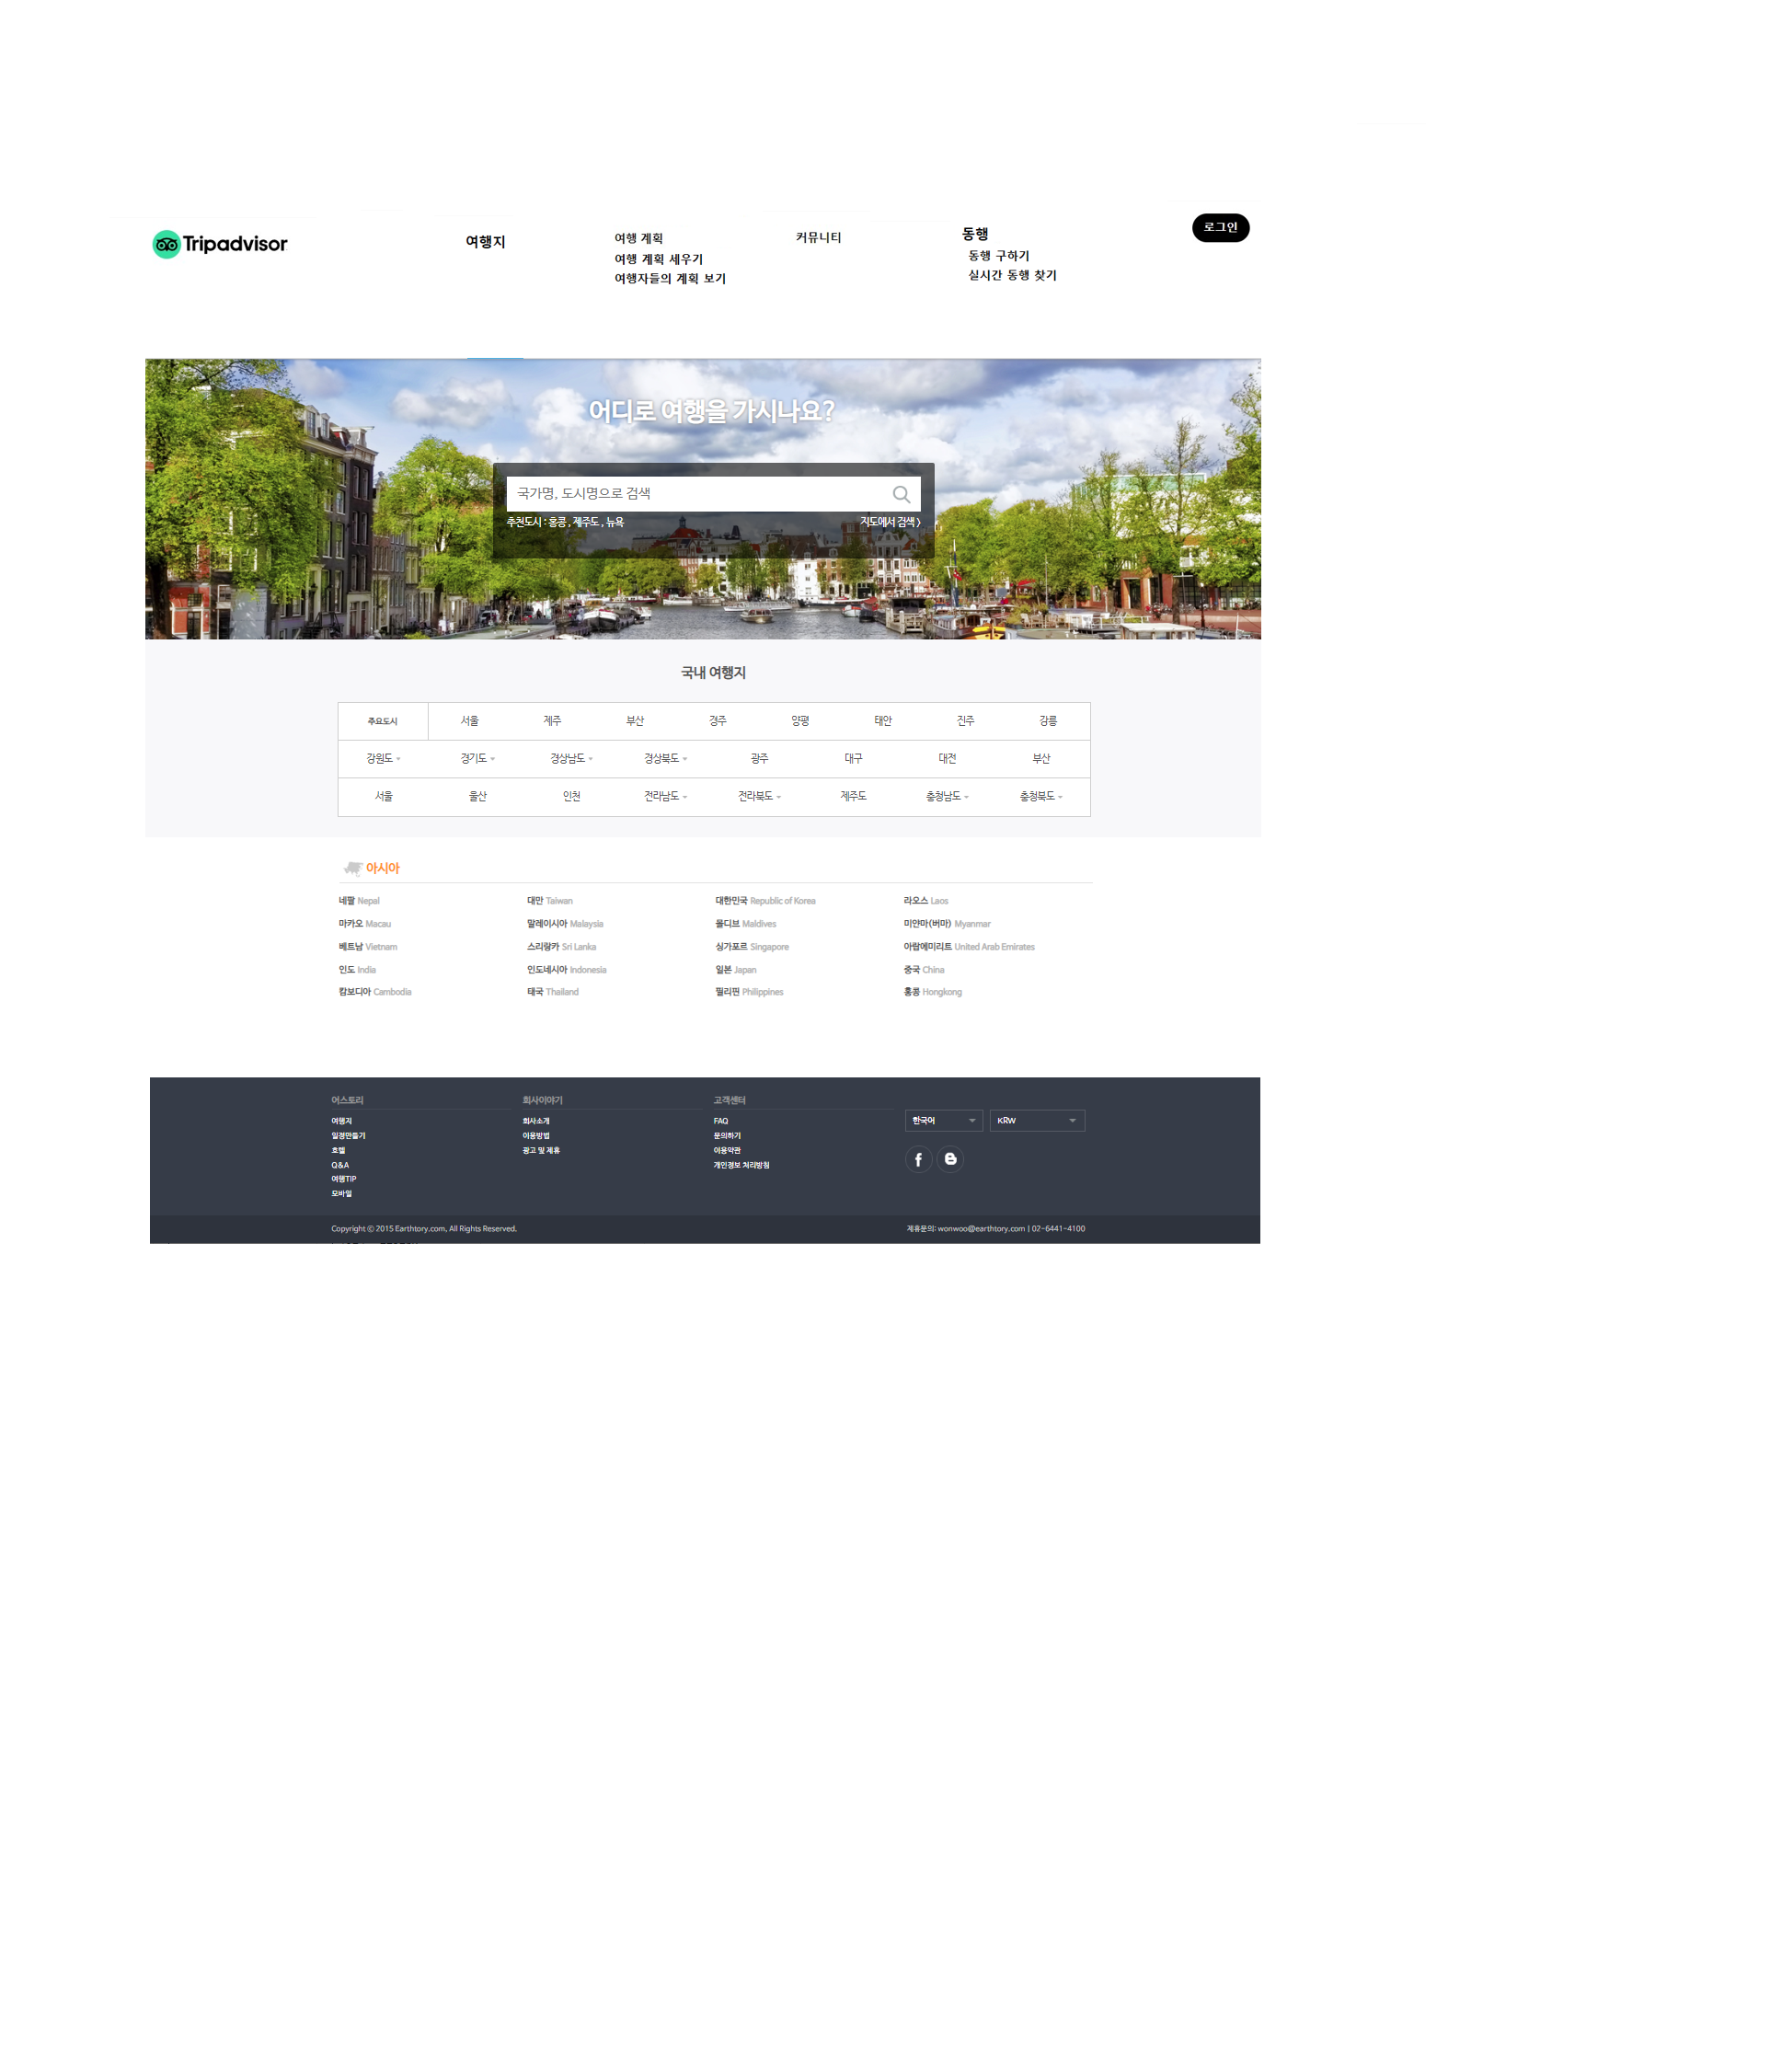 Tripadvisor
여행지
여행 계획
여행 계획 세우기
여행자들의 계획 보기
커뮤니티
동행
동행 구하기
실시간 동행 찾기
로그인
어디로 여행을 가시나요?
국가명, 도시명으로 검색
추천도시 : 홍콩 , 제주도 , 뉴욕
지도에서 검색 >
국내 여행지
주요도시 서울 제주 부산 경주 양평 태안 진주 강릉
강원도 경기도 경상남도 경상북도 광주 대구 대전 부산
서울 울산 인천 전라남도 전라북도 제주도 충청남도 충청북도
아시아
네팔 Nepal 대만 Taiwan 대한민국 Republic of Korea 라오스 Laos
마카오 Macau 말레이시아 Malaysia 몰디브 Maldives 미얀마(버마) Myanmar
베트남 Vietnam 스리랑카 Sri Lanka 싱가포르 Singapore 아랍에미리트 United Arab Emirates
인도 India 인도네시아 Indonesia 일본 Japan 중국 China
캄보디아 Cambodia 태국 Thailand 필리핀 Philippines 홍콩 Hongkong
어스토리
여행지
일정만들기
호텔
Q&A
여행TIP
모바일
회사이야기
회사소개
이용방법
광고 및 제휴
고객센터
FAQ
문의하기
이용약관
개인정보 처리방침
한국어 KRW
Copyright © 2015 Earthtory.com, All Rights Reserved.
제휴문의: wonwoo@earthtory.com | 02-6441-4100